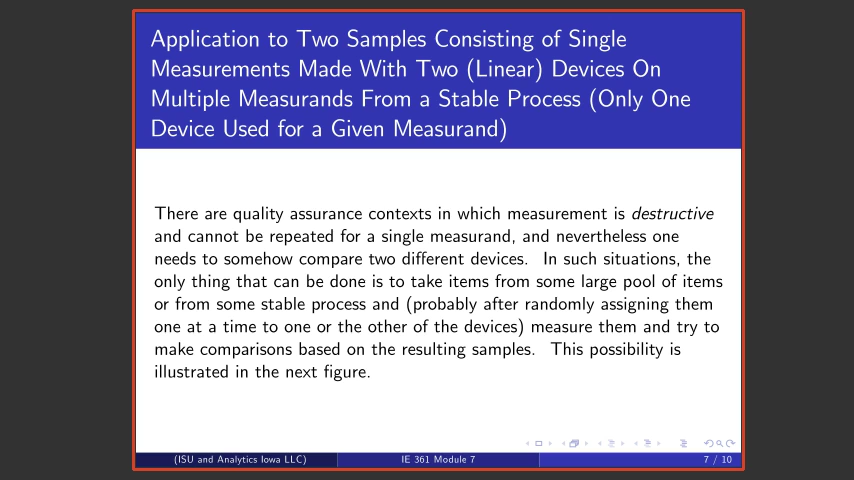 Application to Two Samples Consisting of Single
Measurements Made With Two (Linear) Devices On
Multiple Measurands From a Stable Process (Only One
Device Used for a Given Measurand)
There are quality assurance contexts in which measurement is destructive
and cannot be repeated for a single measurand, and nevertheless one
needs to somehow compare two different devices. In such situations, the
only thing that can be done is to take items from some large pool of items
or from some stable process and (probably after randomly assigning them
one at a time to one or the other of the devices) measure them and try to
make comparisons based on the resulting samples. This possibility is
illustrated in the next figure.
(ISU and Analytics Iowa LLC) IE 361 Module 7 7 / 10